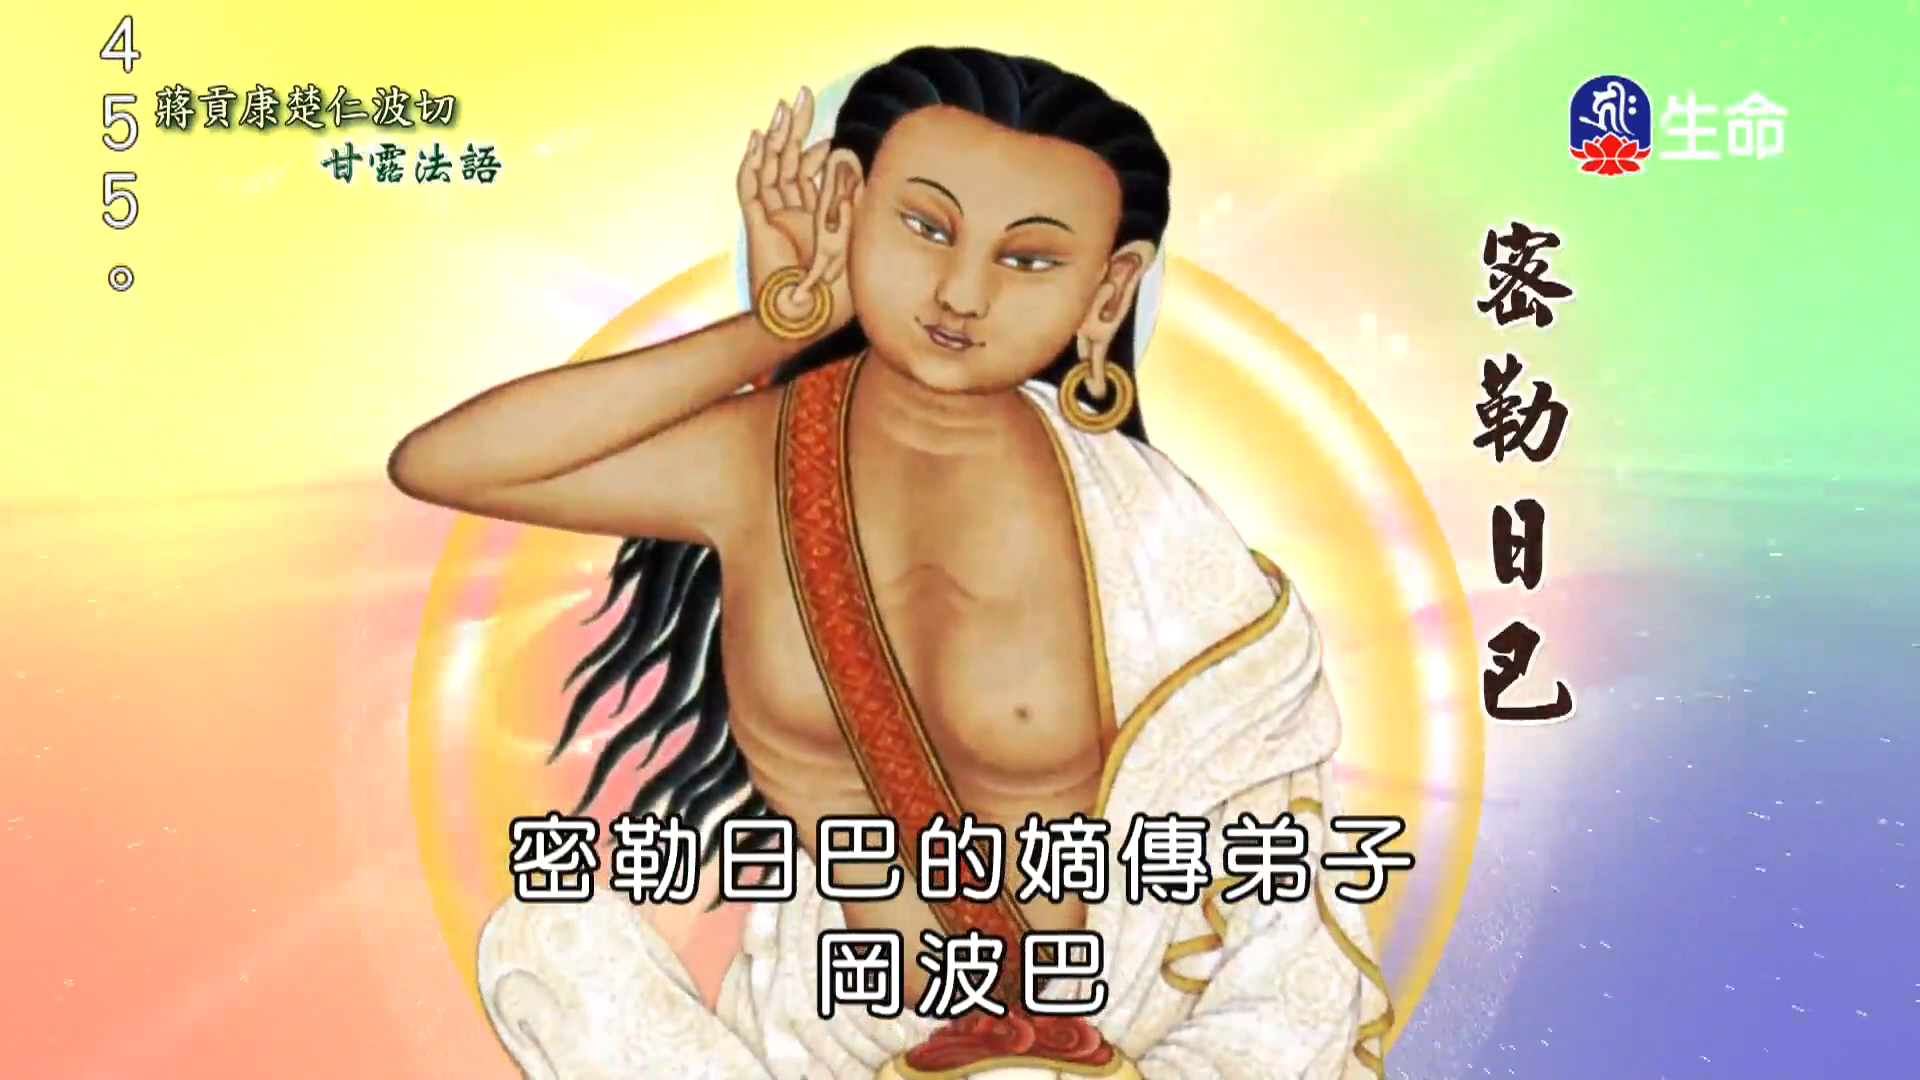 455。
蔣貢康楚仁波切
甘露法語
生命
密勒日巴
密勒日巴的嫡傳弟子
岡波巴